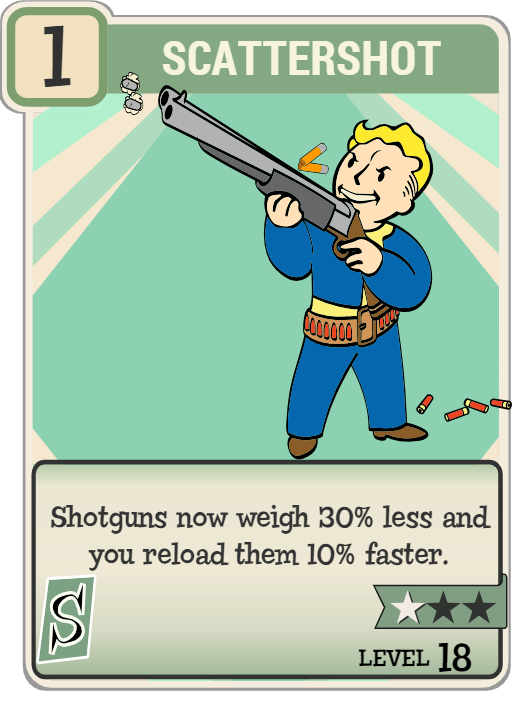 1
SCATTERSHOT
Shotguns now weigh 30% less and
you reload them 10% faster.
S
LEVEL 18